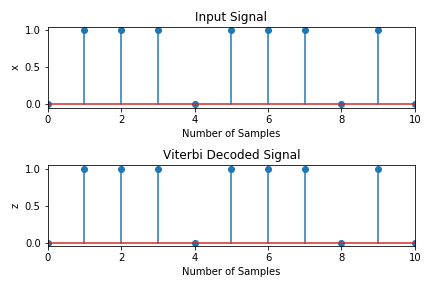 Input Signal
1.0
0.5
0.0
x
0 2 4 6 8 10
Number of Samples
Viterbi Decoded Signal
1.0
0.5
0.0
z
0 2 4 6 8 10
Number of Samples